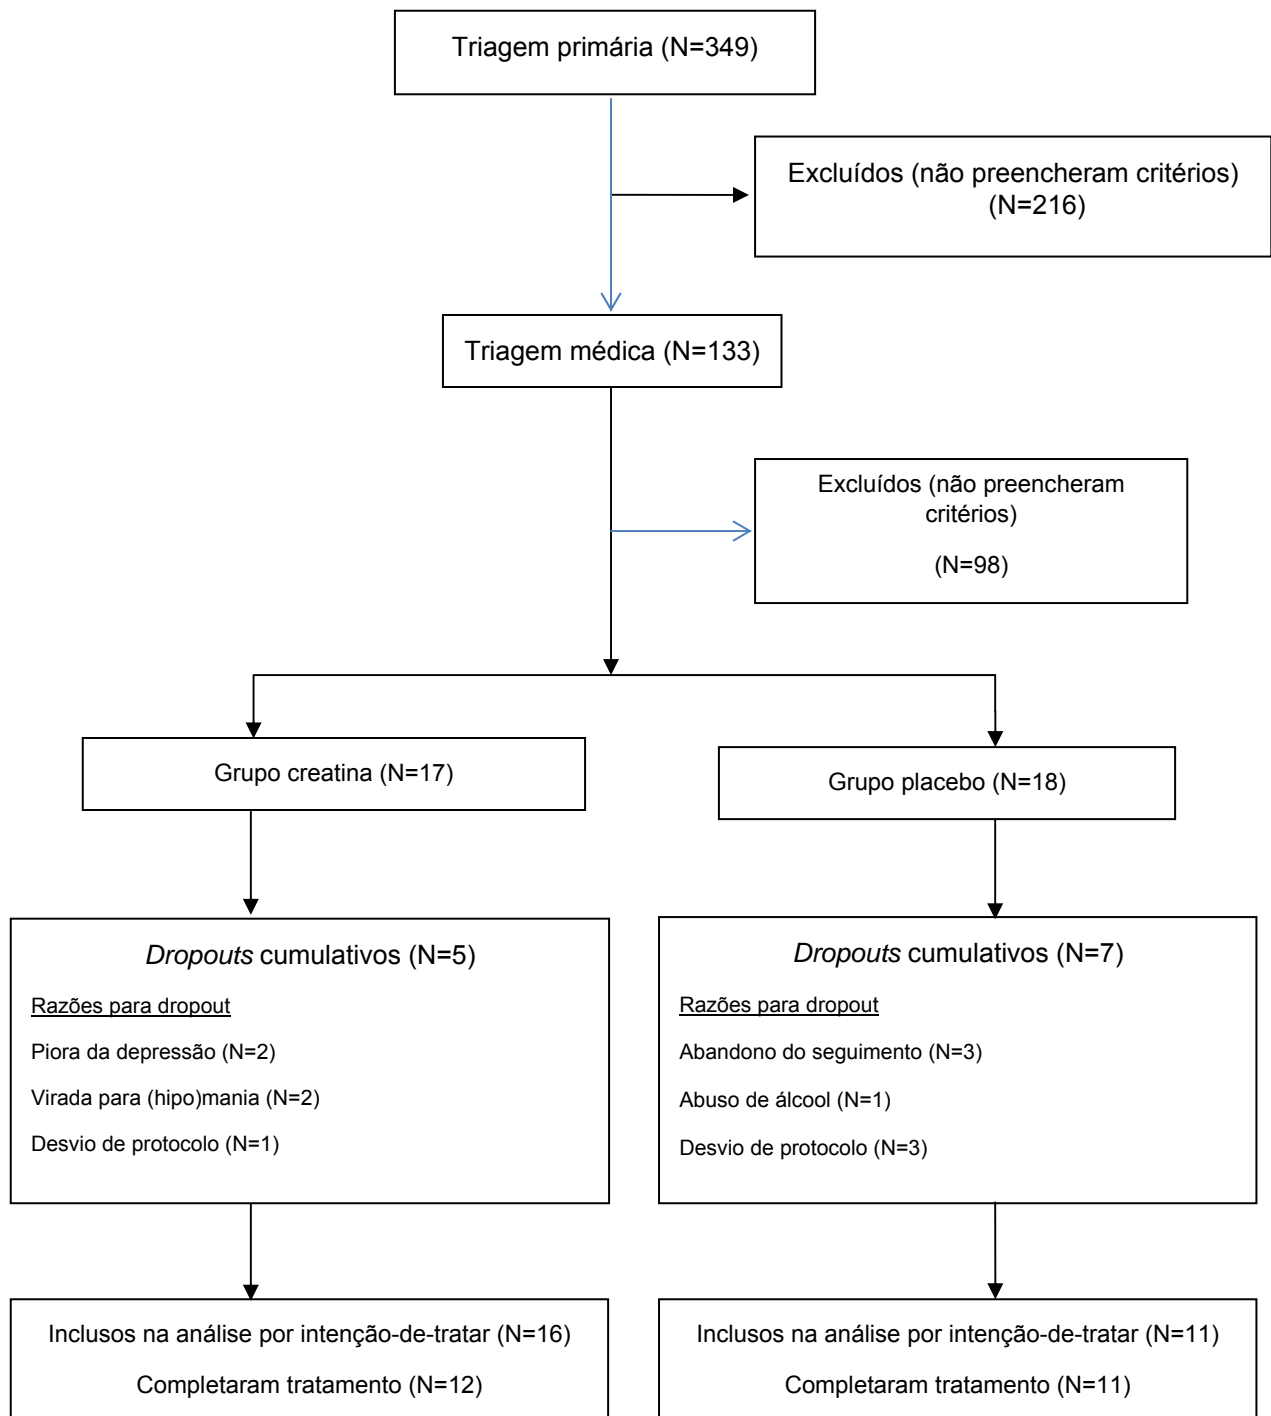 Triagem primária (N=349)
Excluídos (não preencheram critérios)
(N=216)
Triagem médica (N=133)
Excluídos (não preencheram
critérios)
(N=98)
Grupo creatina (N=17)
Grupo placebo (N=18)
Dropouts cumulativos (N=5)
Razões para dropout
Piora da depressão (N=2)
Virada para (hipo)mania (N=2)
Desvio de protocolo (N=1)
Dropouts cumulativos (N=7)
Razões para dropout
Abandono do seguimento (N=3)
Abuso de álcool (N=1)
Desvio de protocolo (N=3)
Inclusos na análise por intenção-de-tratar (N=16)
Completaram tratamento (N=12)
Inclusos na análise por intenção-de-tratar (N=11)
Completaram tratamento (N=11)